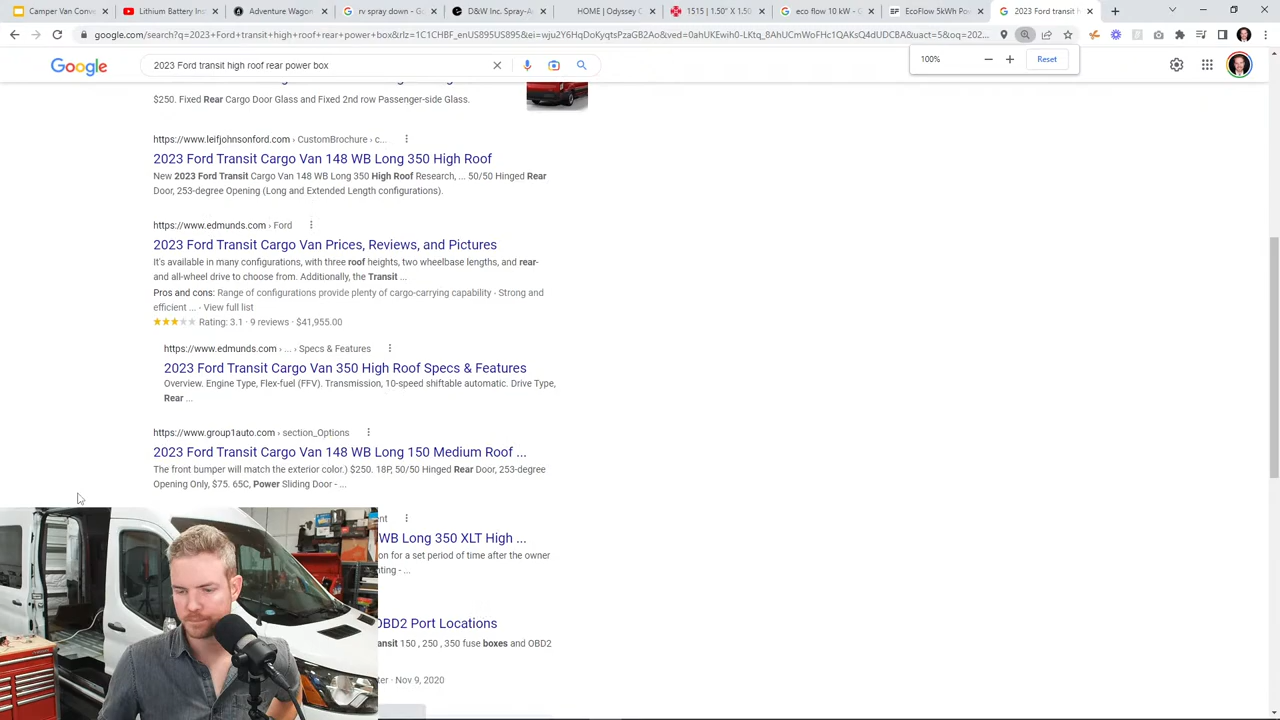 Camper Van Conve
Lithium Battery Int
Adventure Wagon
rv spray down - Go
D&W Inc. Spray-A
HOME | Odyssey C
1515 | 1.50" X 1.50
eco flow 10 kW - G
EcoFlow 5kWh Po
2023 Ford transit h
google.com/search?q=2023+Ford+transit+high+roof+rear+power+box&rlz=1C1CHBF_enUS895US895&ei=wju2Y6HqDoKyqtsPzaGB2Ao&ved=0ahUKEwih0-LKtq_8AhUCmWoFHc1QAKsQ4dUDCBA&uact=5&oq=202...
100%
Reset
Google
2023 Ford transit high roof rear power box
$250. Fixed Rear Cargo Door Glass and Fixed 2nd row Passenger-side Glass.
https://www.leifjohnsonford.com › CustomBrochure › c...
2023 Ford Transit Cargo Van 148 WB Long 350 High Roof
New 2023 Ford Transit Cargo Van 148 WB Long 350 High Roof Research, ... 50/50 Hinged Rear
Door, 253-degree Opening (Long and Extended Length configurations).
https://www.edmunds.com › Ford
2023 Ford Transit Cargo Van Prices, Reviews, and Pictures
It's available in many configurations, with three roof heights, two wheelbase lengths, and rear-
and all-wheel drive to choose from. Additionally, the Transit ...
Pros and cons: Range of configurations provide plenty of cargo-carrying capability · Strong and
efficient ... · View full list
Rating: 3.1 · 9 reviews · $41,955.00
https://www.edmunds.com › ... › Specs & Features
2023 Ford Transit Cargo Van 350 High Roof Specs & Features
Overview. Engine Type, Flex-fuel (FFV). Transmission, 10-speed shiftable automatic. Drive Type,
Rear ...
https://www.group1auto.com › section_Options
2023 Ford Transit Cargo Van 148 WB Long 150 Medium Roof ...
The front bumper will match the exterior color.) $250. 18P, 50/50 Hinged Rear Door, 253-degree
Opening Only, $75. 65C, Power Sliding Door - ...
ent
WB Long 350 XLT High ...
on for a set period of time after the owner
nting - ...
OBD2 Port Locations
ansit 150 , 250 , 350 fuse boxes and OBD2
ter · Nov 9, 2020